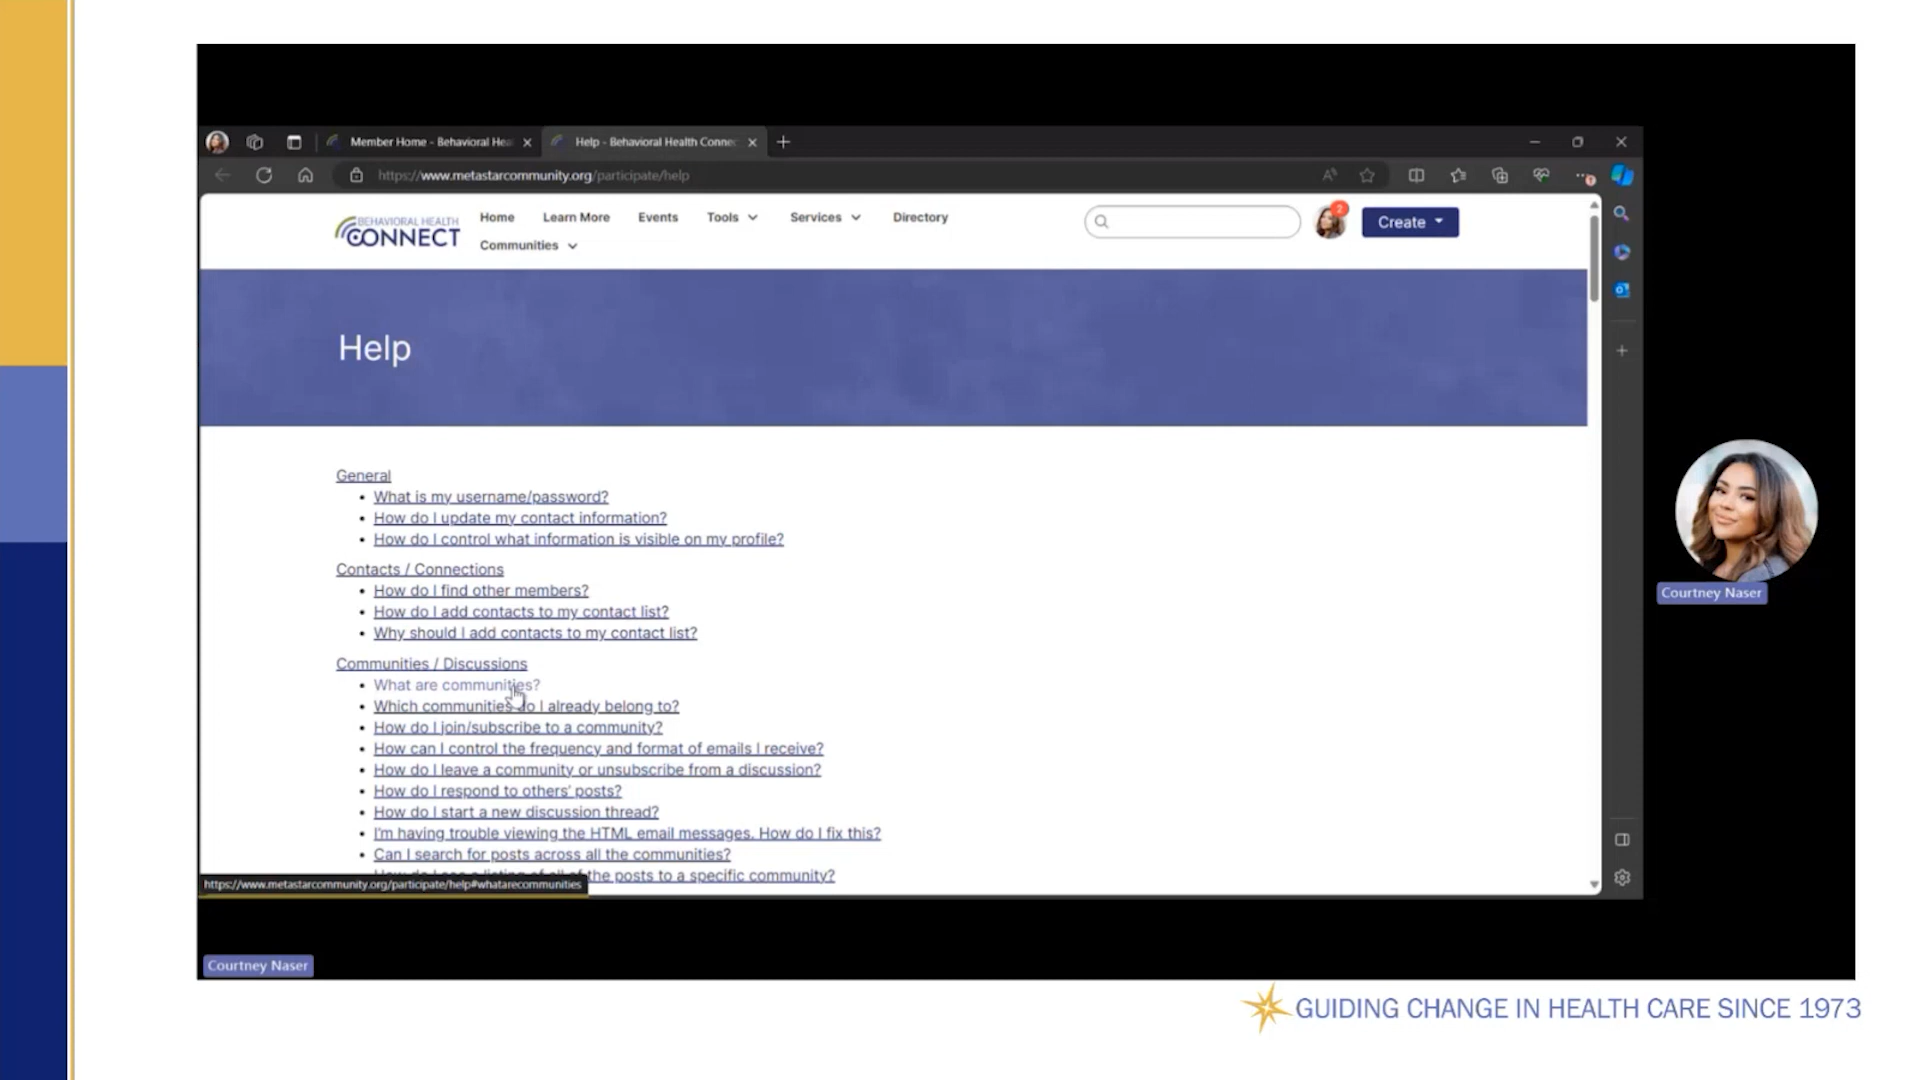 Member Home - Behavioral Hea
Help - Behavioral Health Connec
https://www.metastarcommunity.org/participate/help
BEHAVIORAL HEALTH
CONNECT
Home
Learn More
Events
Tools
Services
Directory
Communities
2
Create
Help
General
• What is my username/password?
• How do I update my contact information?
• How do I control what information is visible on my profile?
Contacts / Connections
• How do I find other members?
• How do I add contacts to my contact list?
• Why should I add contacts to my contact list?
Communities / Discussions
• What are communities?
• Which communities do I already belong to?
• How do I join/subscribe to a community?
• How can I control the frequency and format of emails I receive?
• How do I leave a community or unsubscribe from a discussion?
• How do I respond to others' posts?
• How do I start a new discussion thread?
• I'm having trouble viewing the HTML email messages. How do I fix this?
• Can I search for posts across all the communities?
How do I see a listing of all of the posts to a specific community?
https://www.metastarcommunity.org/participate/help#whatarecommunities
Courtney Naser
Courtney Naser
GUIDING CHANGE IN HEALTH CARE SINCE 1973